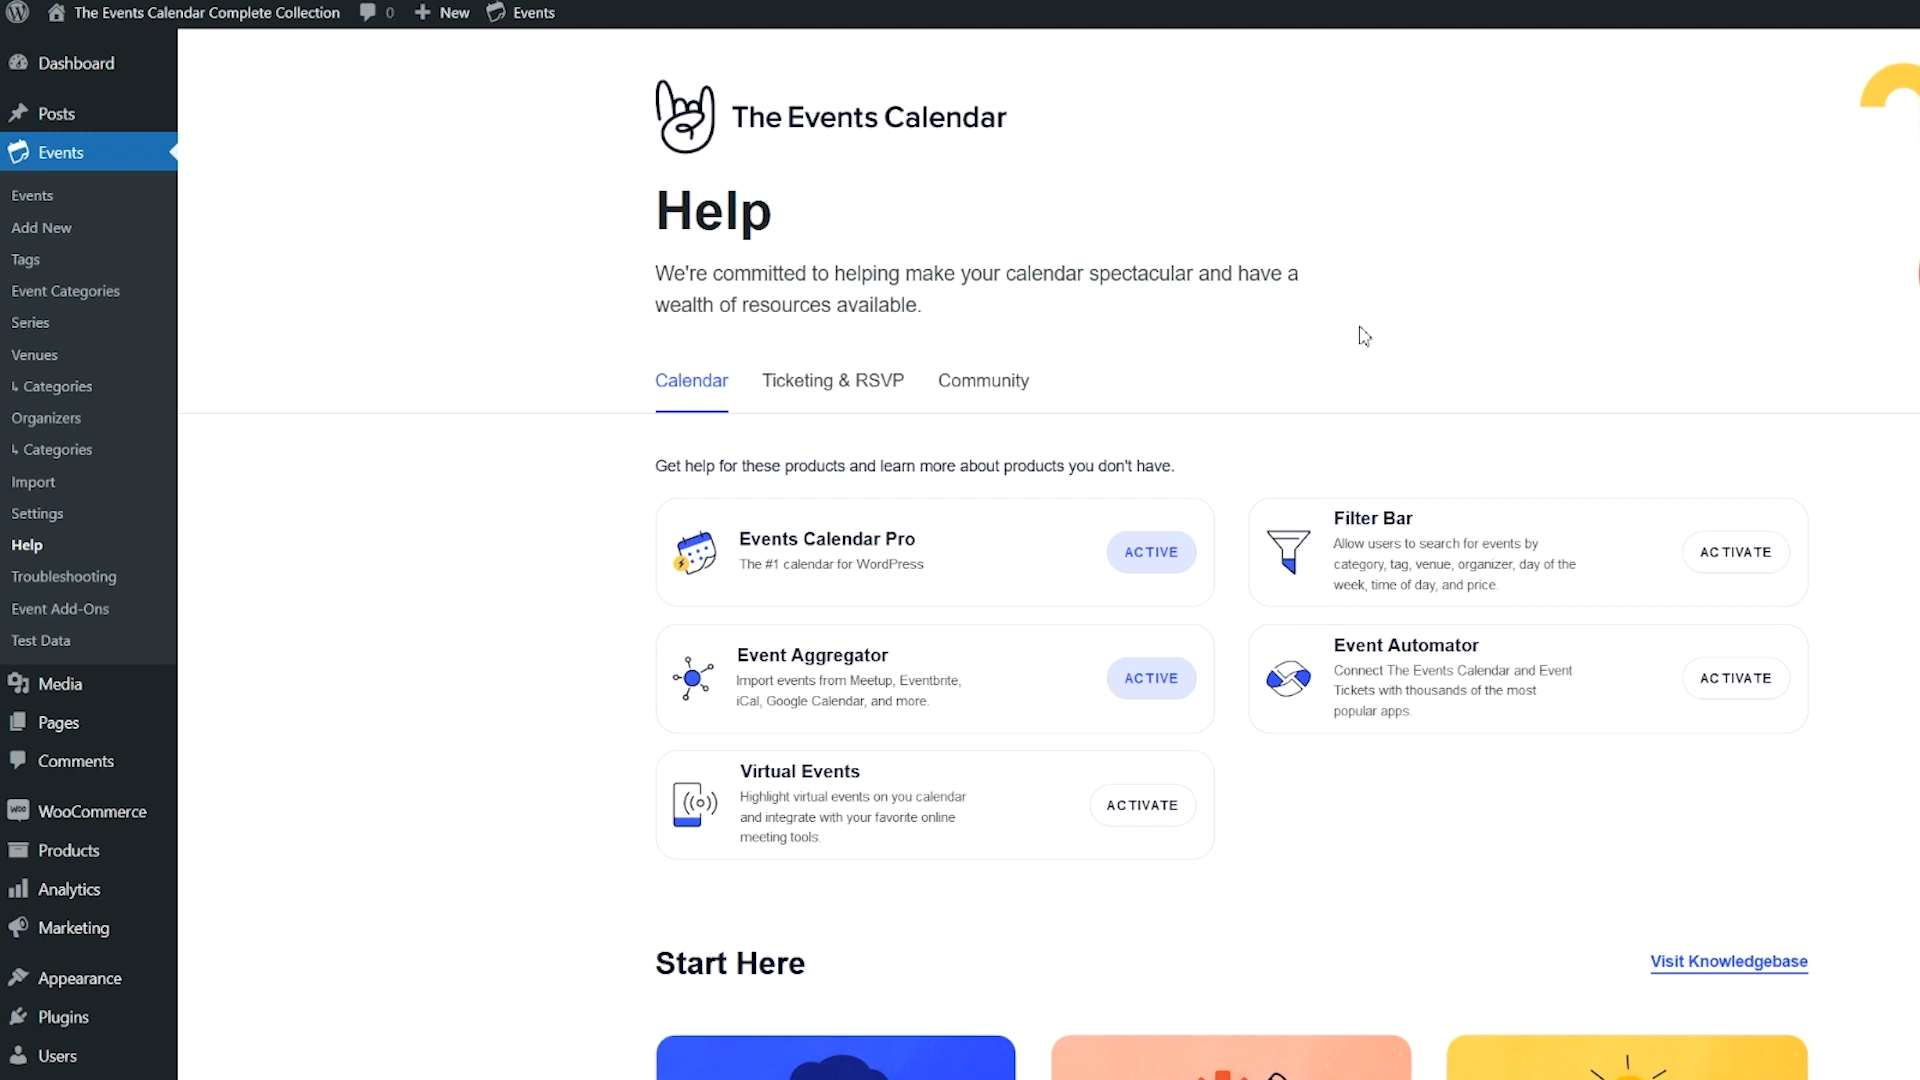 The Events Calendar Complete Collection 0 New Events
Dashboard
Posts
Events
Events
Add New
Tags
Event Categories
Series
Venues
↳ Categories
Organizers
↳ Categories
Import
Settings
Help
Troubleshooting
Event Add-Ons
Test Data
Media
Pages
Comments
WooCommerce
Products
Analytics
Marketing
Appearance
Plugins
Users
The Events Calendar
Help
We're committed to helping make your calendar spectacular and have a
wealth of resources available.
Calendar Ticketing & RSVP Community
Get help for these products and learn more about products you don't have.
Events Calendar Pro
The #1 calendar for WordPress
ACTIVE
Filter Bar
Allow users to search for events by
category, tag, venue, organizer, day of the
week, time of day, and price.
ACTIVATE
Event Aggregator
Import events from Meetup, Eventbrite,
iCal, Google Calendar, and more.
ACTIVE
Event Automator
Connect The Events Calendar and Event
Tickets with thousands of the most
popular apps.
ACTIVATE
Virtual Events
Highlight virtual events on you calendar
and integrate with your favorite online
meeting tools.
ACTIVATE
Start Here
Visit Knowledgebase